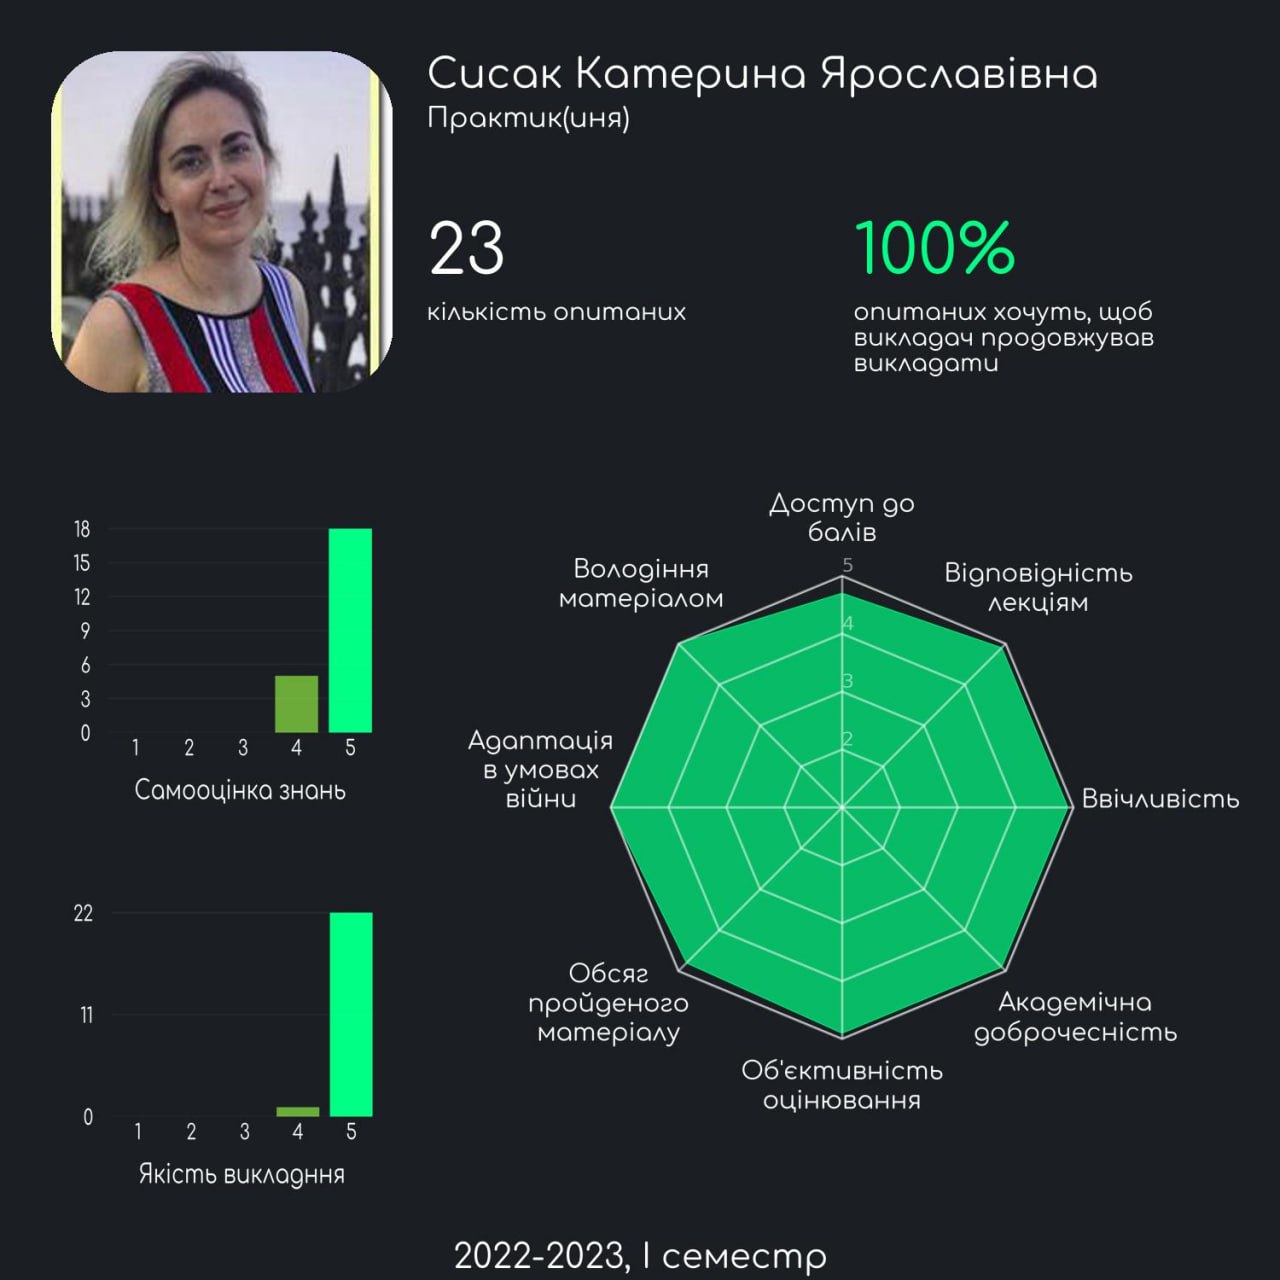 Сисак Катерина Ярославівна
Практик(иня)
23
кількість опитаних
100%
опитаних хочуть, щоб
викладач продовжував
викладати
18
15
12
9
6
3
0
1 2 3 4 5
Самооцінка знань
22
11
0
1 2 3 4 5
Якість викладння
Доступ до
балів
Відповідність
лекціям
Ввічливість
Академічна
доброчесність
Об'єктивність
оцінювання
Обсяг
пройденого
матеріалу
Адаптація
в умовах
війни
Володіння
матеріалом
5
4
3
2
2022-2023, І семестр